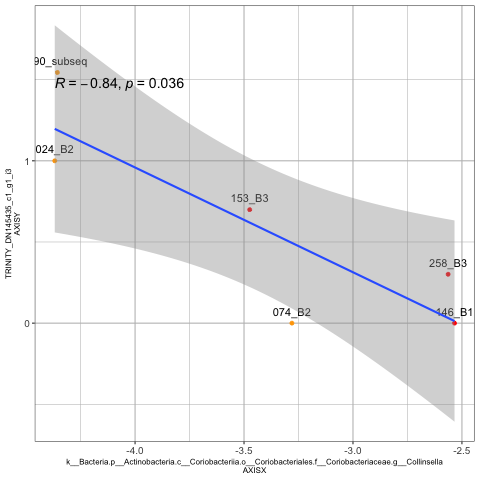 90_subseq
R = −0.84, p = 0.036
024_B2
153_B3
258_B3
074_B2
146_B1
1
0
TRINITY_DN145435_c1_g1_i3
AXISY
-4.0 -3.5 -3.0 -2.5
k__Bacteria.p__Actinobacteria.c__Coriobacteriia.o__Coriobacteriales.f__Coriobacteriaceae.g__Collinsella
AXISX